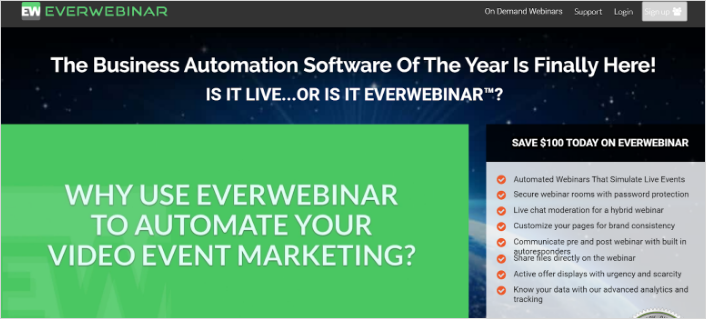 EW EVERWEBINAR
On Demand Webinars Support Login Sign up
The Business Automation Software Of The Year Is Finally Here!
IS IT LIVE...OR IS IT EVERWEBINAR™?
WHY USE EVERWEBINAR
TO AUTOMATE YOUR
VIDEO EVENT MARKETING?
EW
SAVE $100 TODAY ON EVERWEBINAR
Automated Webinars That Simulate Live Events
Secure webinar rooms with password protection
Live chat moderation for a hybrid webinar
Customize your pages for brand consistency
Communicate pre and post webinar with built in
autoresponders
Share files directly on the webinar
Active offer displays with urgency and scarcity
Know your data with our advanced analytics and
tracking